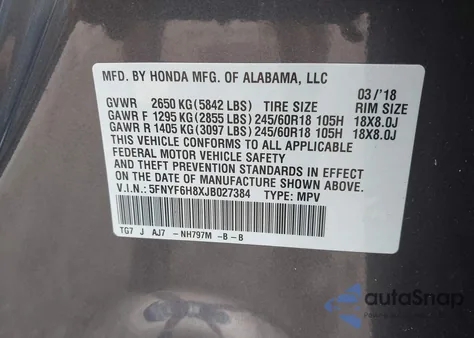 MFD. BY HONDA MFG. OF ALABAMA, LLC
03/'18
GVWR 2650 KG (5842 LBS) TIRE SIZE RIM SIZE
GAWR F 1295 KG (2855 LBS) 245/60R18 105H 18X8.0J
GAWR R 1405 KG (3097 LBS) 245/60R18 105H 18X8.0J
THIS VEHICLE CONFORMS TO ALL APPLICABLE
FEDERAL MOTOR VEHICLE SAFETY
AND THEFT PREVENTION STANDARDS IN EFFECT
ON THE DATE OF MANUFACTURE SHOWN ABOVE.
V.I.N.: 5FNYF6H8XJB027384 TYPE: MPV
TG7 J AJ7 -NH797M -B -B
autoSnap